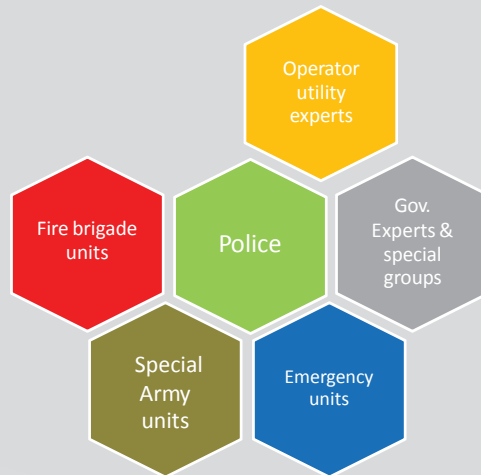 Operator
utility
experts
Fire brigade
units
Police
Gov.
Experts &
special
groups
Special
Army
units
Emergency
units